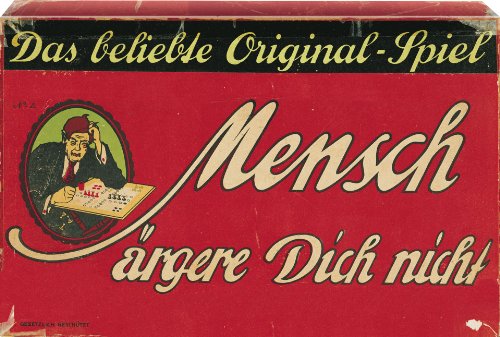 Das beliebte Original-Spiel
Mensch
ärgere Dich nicht
GESETZLICH GESCHÜTZT